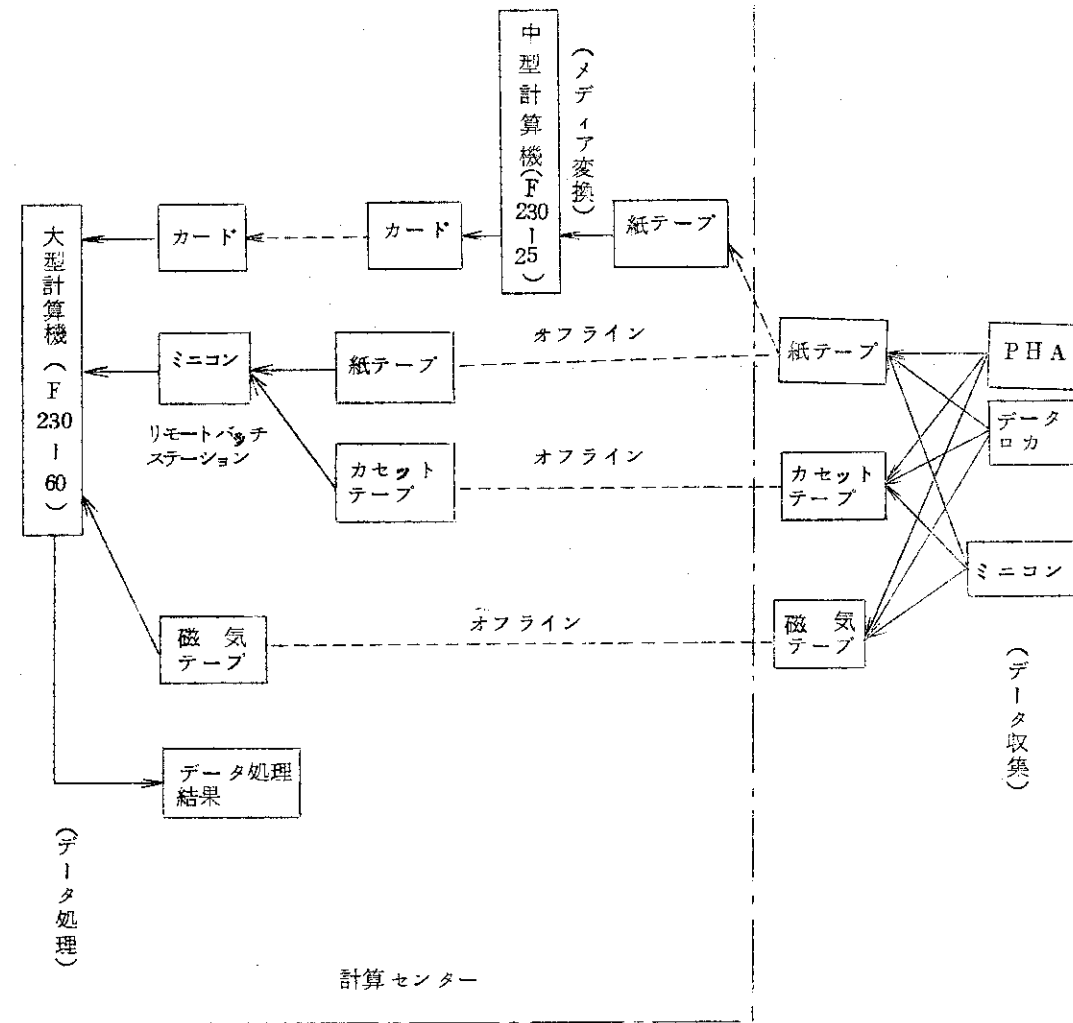 中型計算機(F230-25)
(メディア変換)
大型計算機(F230-60)
カード
カード
紙テープ
オフライン
ミニコン
紙テープ
紙テープ
PHA
リモートバッチ
ステーション
データ
ロカ
オフライン
カセット
テープ
カセット
テープ
ミニコン
オフライン
磁気
テープ
磁気
テープ
(データ収集)
データ処理
結果
(データ処理)
計算センター